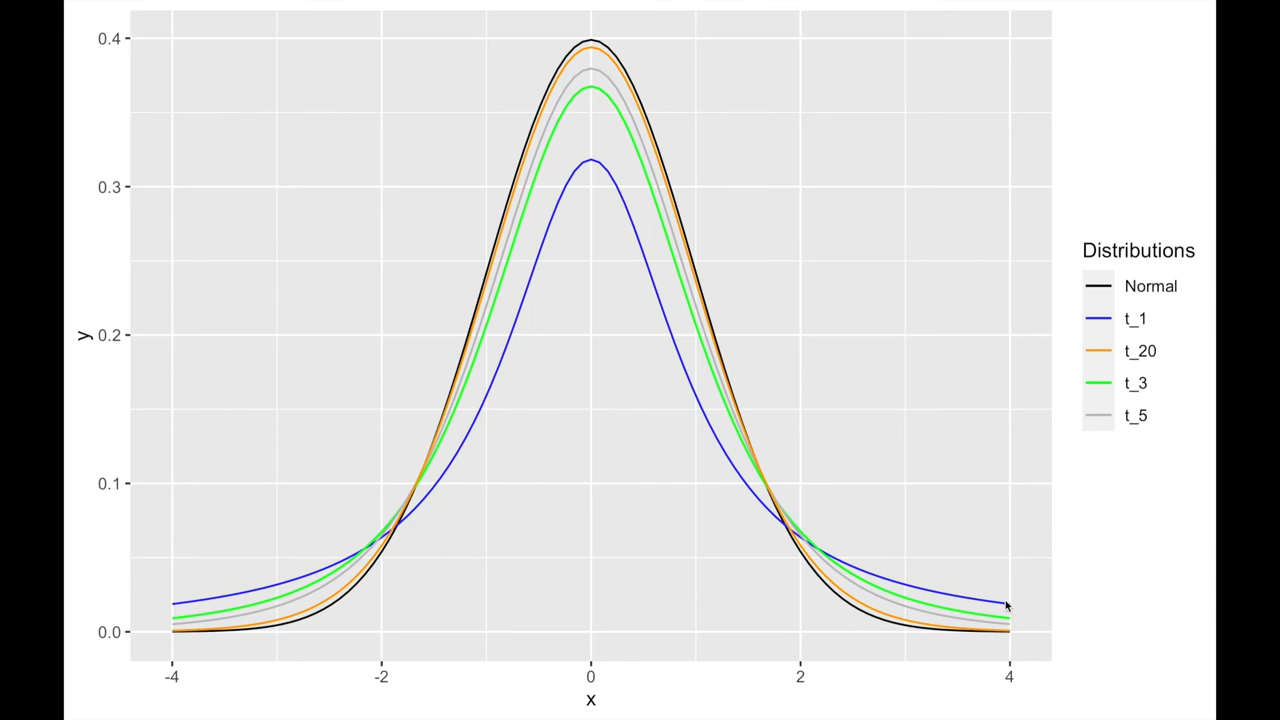 0.4
0.3
0.2
0.1
0.0
y
-4
-2
0
2
4
x
Distributions
Normal
t_1
t_20
t_3
t_5